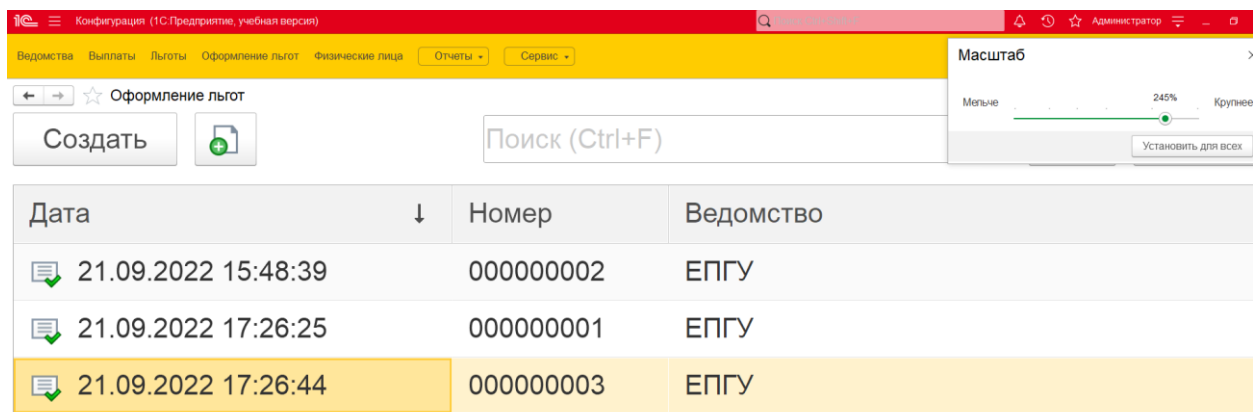 1С Конфигурация (1С:Предприятие, учебная версия) Администратор
Ведомства Выплаты Льготы Оформление льгот Физические лица Отчеты Сервис
Масштаб
Оформление льгот
Мельче 245% Крупнее
Создать Поиск (Ctrl+F)
Установить для всех
Дата Номер Ведомство
21.09.2022 15:48:39 000000002 ЕПГУ
21.09.2022 17:26:25 000000001 ЕПГУ
21.09.2022 17:26:44 000000003 ЕПГУ